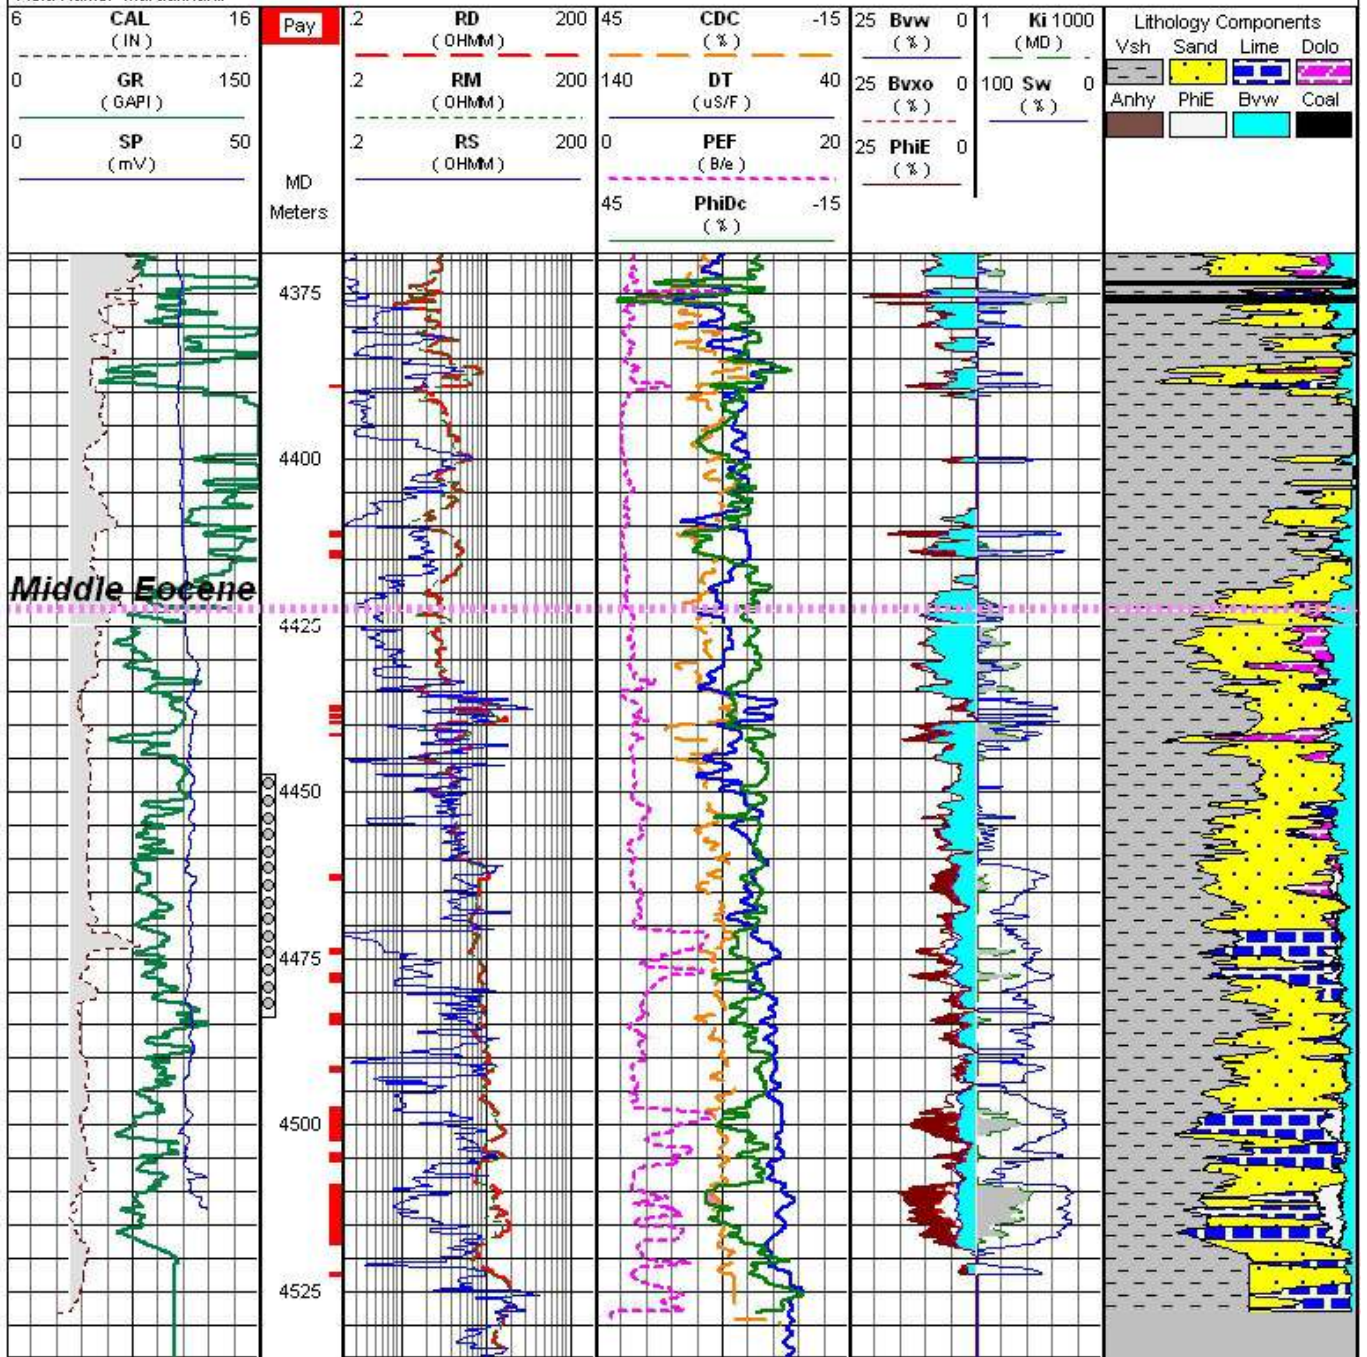 6 CAL 16
( IN )
0 GR 150
( GAPI )
0 SP 50
( mV )
Pay
MD
Meters
.2 RD 200
( OHMM )
.2 RM 200
( OHMM )
.2 RS 200
( OHMM )
45 CDC -15
( % )
140 DT 40
( uS/F )
0 PEF 20
( B/e )
45 PhiDc -15
( % )
25 Bvw 0
( % )
25 Bvxo 0
( % )
25 PhiE 0
( % )
1 Ki 1000
( MD )
100 Sw 0
( % )
Lithology Components
Vsh Sand Lime Dolo
Anhy PhiE Bvw Coal
4375
4400
Middle Eocene
4425
4450
4475
4500
4525